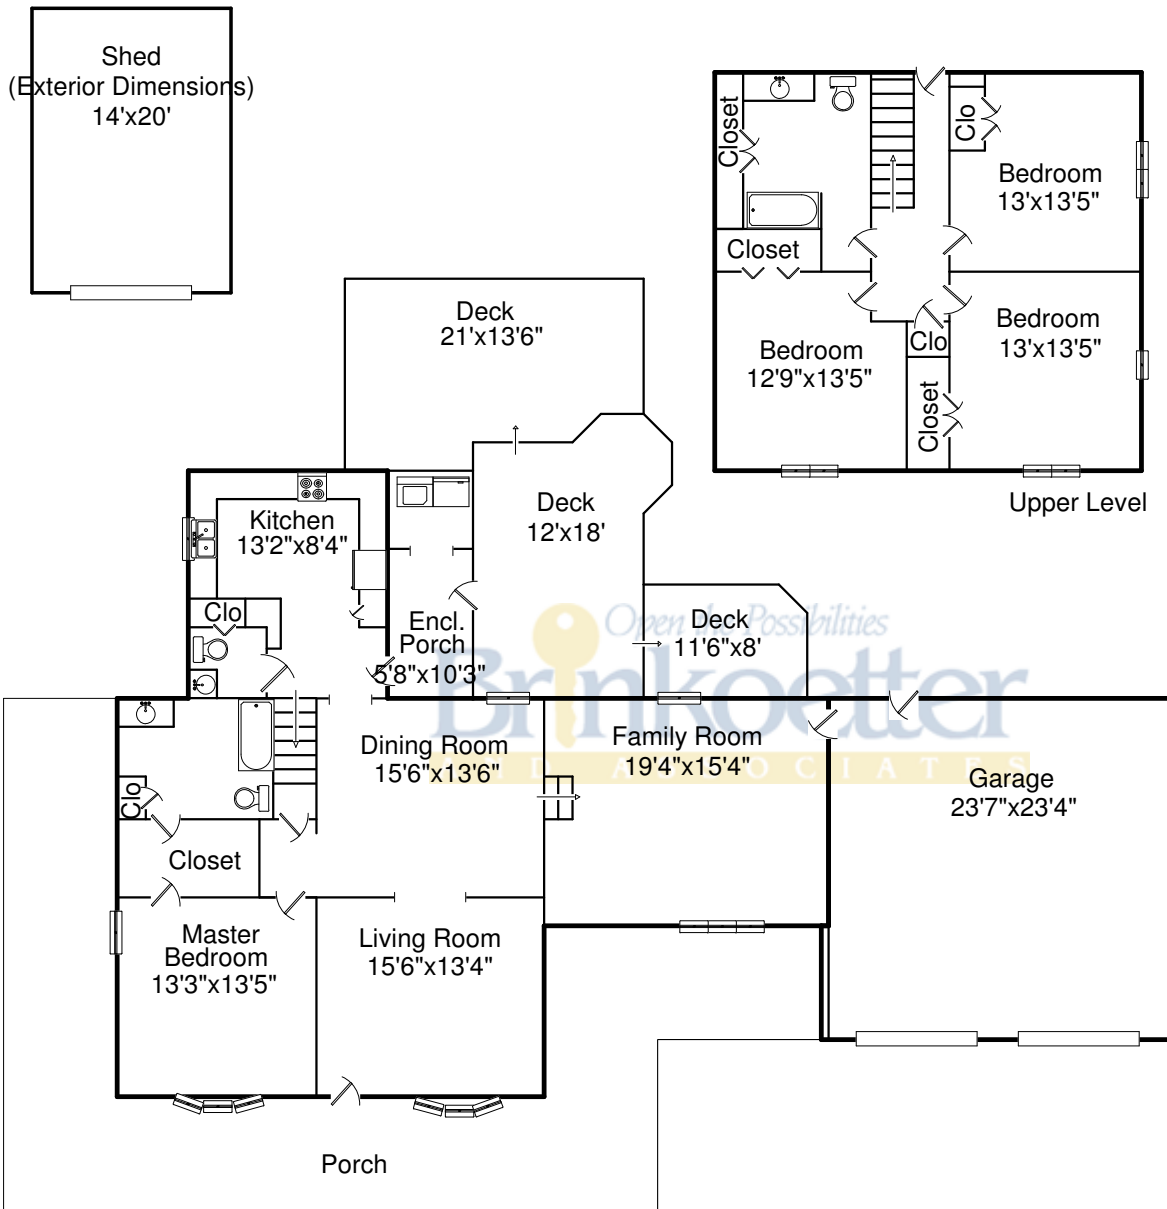 Shed
(Exterior Dimensions)
14'x20'
Closet
Clo
Bedroom
13'x13'5"
Closet
Bedroom
12'9"x13'5"
Clo
Closet
Bedroom
13'x13'5"
Upper Level
Deck
21'x13'6"
Deck
12'x18'
Kitchen
13'2"x8'4"
Clo
Encl.
Porch
5'8"x10'3"
Deck
11'6"x8'
Open the Possibilities
Brinkoetter
AND ASSOCIATES
Dining Room
15'6"x13'6"
Family Room
19'4"x15'4"
Garage
23'7"x23'4"
Clo
Closet
Master
Bedroom
13'3"x13'5"
Living Room
15'6"x13'4"
Porch